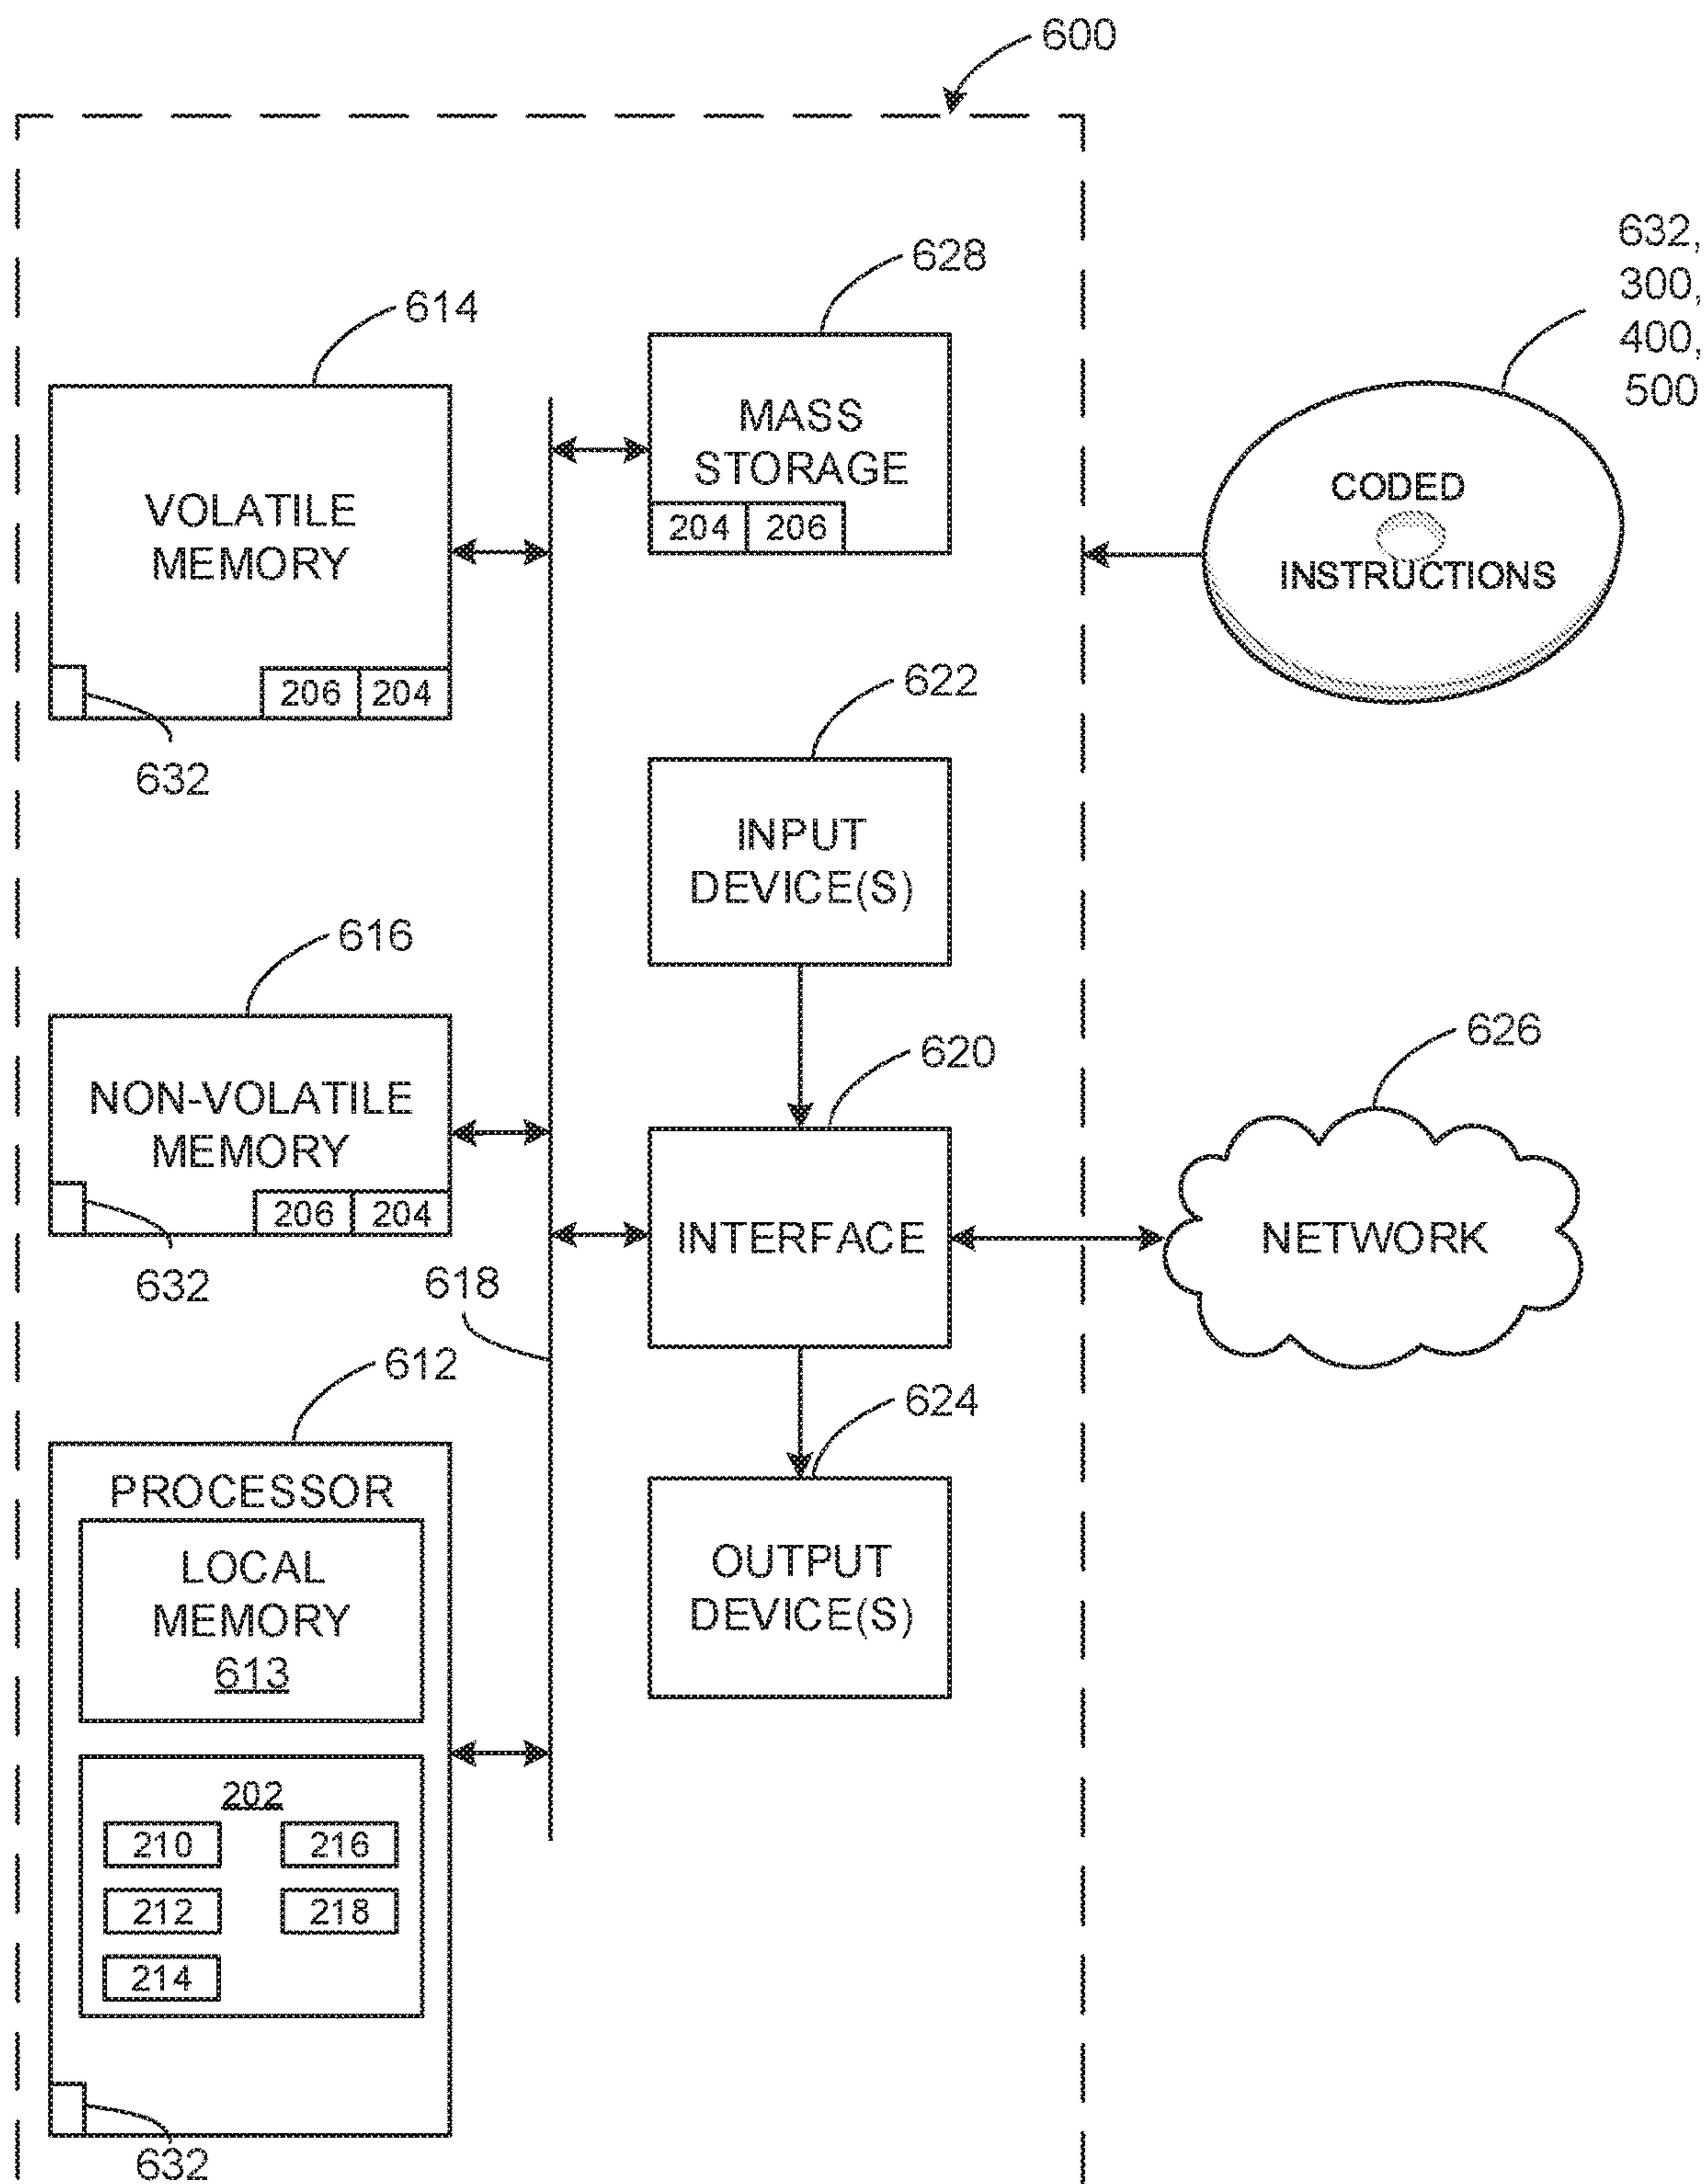 600
632,
300,
400,
500
628
614
MASS
STORAGE
204 206
VOLATILE
MEMORY
206 204
632
CODED
INSTRUCTIONS
622
INPUT
DEVICE(S)
616
NON-VOLATILE
MEMORY
206 204
632
620
INTERFACE
626
NETWORK
618
612
PROCESSOR
LOCAL
MEMORY
613
202
210 216
212 218
214
632
624
OUTPUT
DEVICE(S)